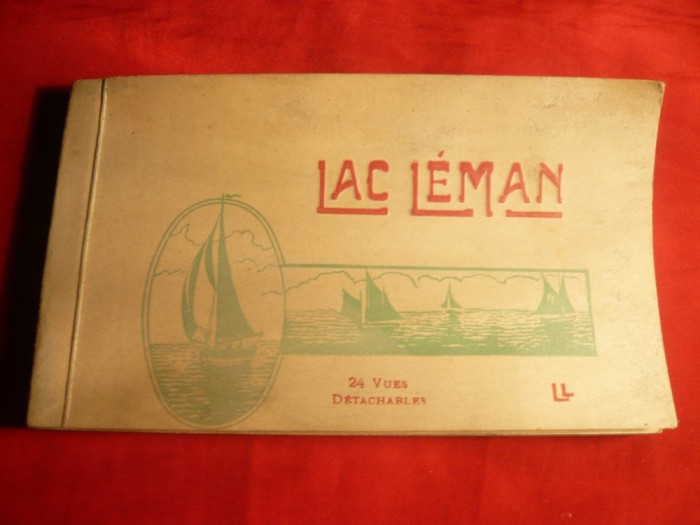 LAC LÉMAN
24 VUES
DÉTACHABLES
LL